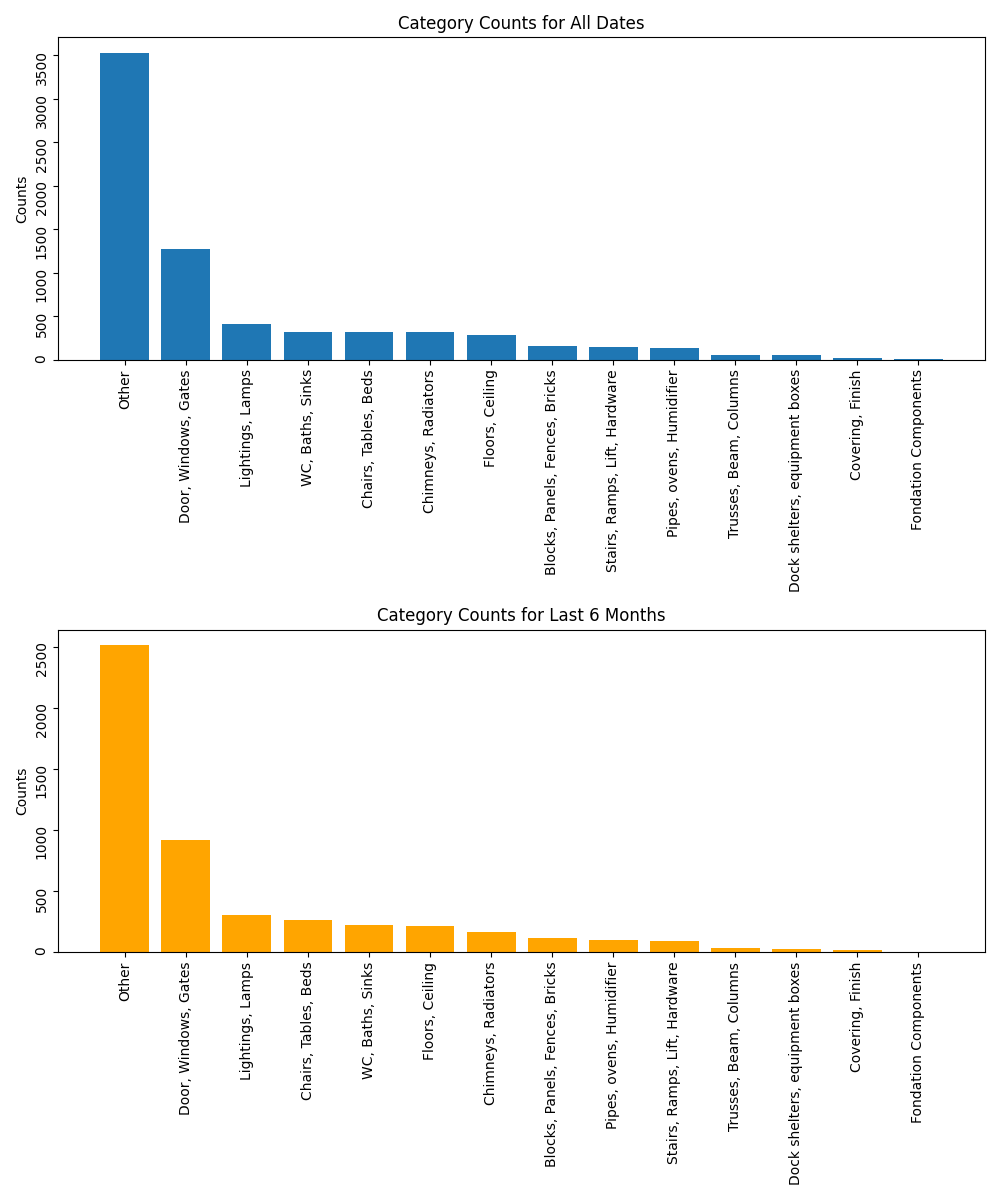 Category Counts for All Dates
Counts
3500
3000
2500
2000
1500
1000
500
0
Other
Door, Windows, Gates
Lightings, Lamps
WC, Baths, Sinks
Chairs, Tables, Beds
Chimneys, Radiators
Floors, Ceiling
Blocks, Panels, Fences, Bricks
Stairs, Ramps, Lift, Hardware
Pipes, ovens, Humidifier
Trusses, Beam, Columns
Dock shelters, equipment boxes
Covering, Finish
Fondation Components
Category Counts for Last 6 Months
Counts
2500
2000
1500
1000
500
0
Other
Door, Windows, Gates
Lightings, Lamps
Chairs, Tables, Beds
WC, Baths, Sinks
Floors, Ceiling
Chimneys, Radiators
Blocks, Panels, Fences, Bricks
Pipes, ovens, Humidifier
Stairs, Ramps, Lift, Hardware
Trusses, Beam, Columns
Dock shelters, equipment boxes
Covering, Finish
Fondation Components